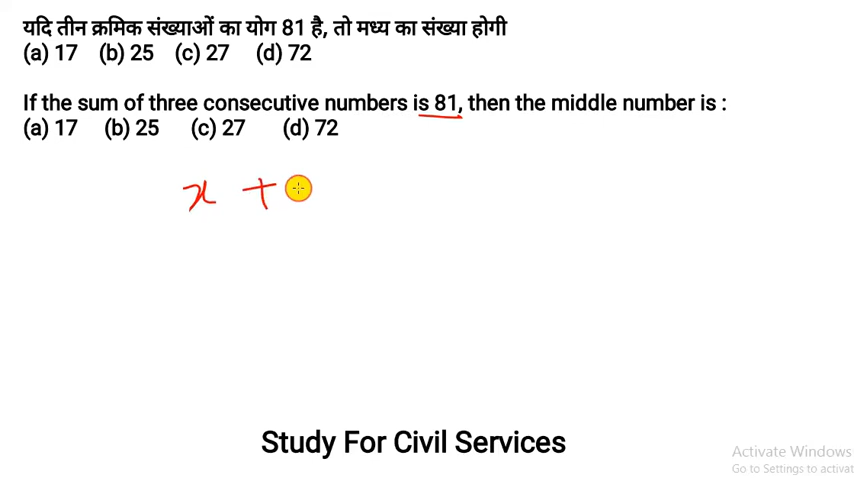 यदि तीन क्रमिक संख्याओं का योग 81 है, तो मध्य का संख्या होगी
(a) 17 (b) 25 (c) 27 (d) 72
If the sum of three consecutive numbers is 81, then the middle number is :
(a) 17 (b) 25 (c) 27 (d) 72
x +
Study For Civil Services
Activate Windows
Go to Settings to activat